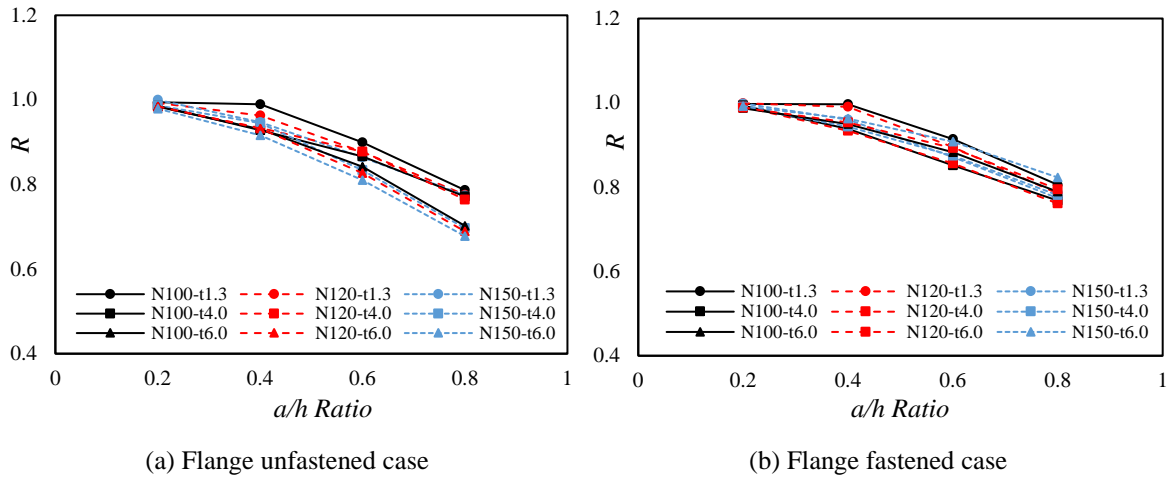 1.2
1.0
0.8
0.6
0.4
R
N100-t1.3 N120-t1.3 N150-t1.3
N100-t4.0 N120-t4.0 N150-t4.0
N100-t6.0 N120-t6.0 N150-t6.0
0 0.2 0.4 0.6 0.8 1
a/h Ratio
(a) Flange unfastened case
1.2
1.0
0.8
0.6
0.4
R
N100-t1.3 N120-t1.3 N150-t1.3
N100-t4.0 N120-t4.0 N150-t4.0
N100-t6.0 N120-t6.0 N150-t6.0
0 0.2 0.4 0.6 0.8 1
a/h Ratio
(b) Flange fastened case